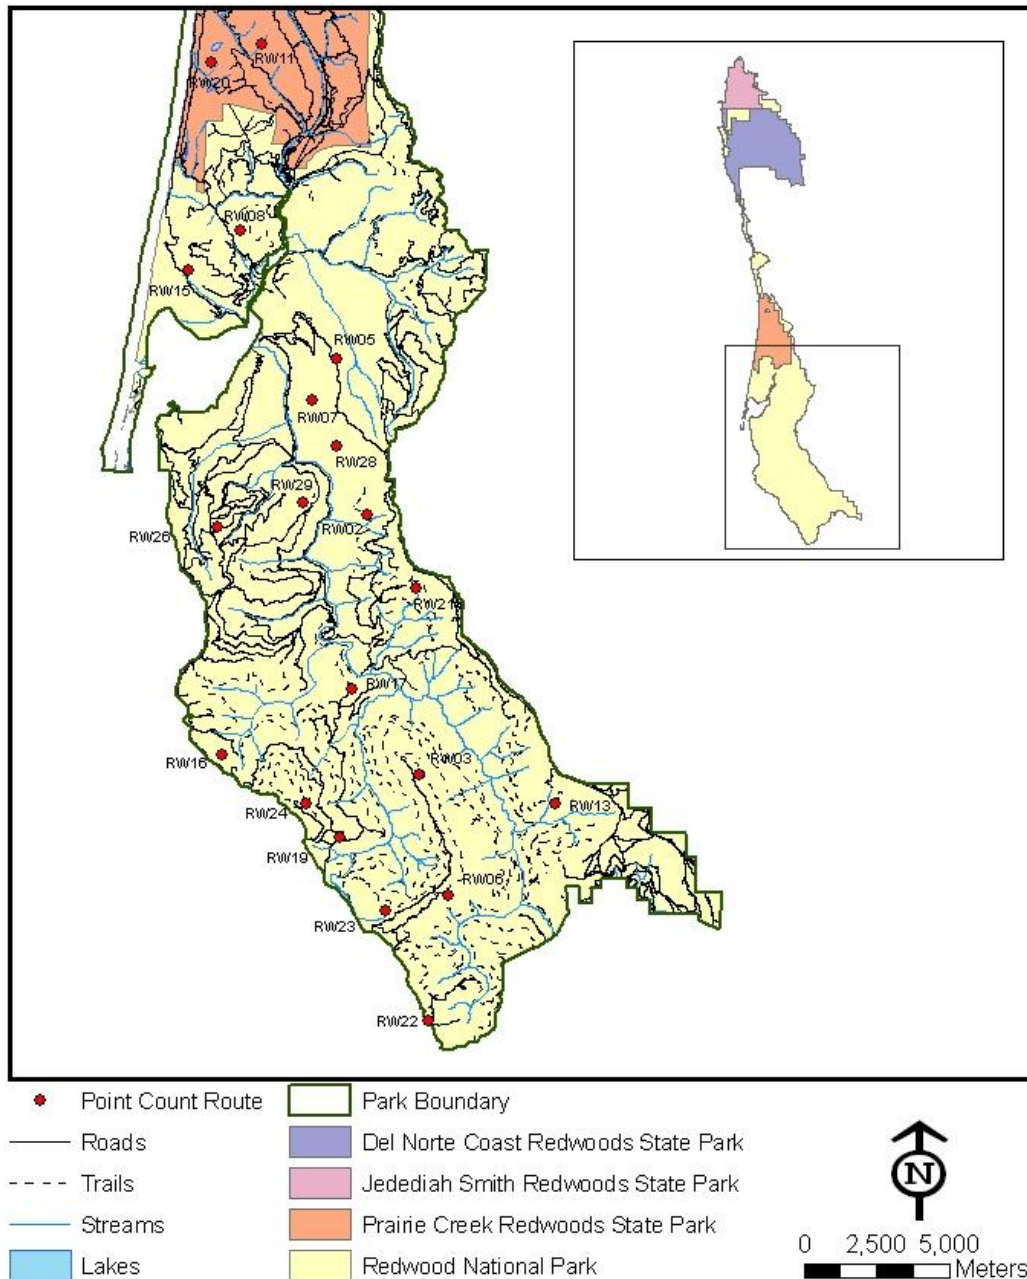 RW11
RW20
RW08
RW15
RW05
RW07
RW28
RW29
RW02
RW26
RW21
RW17
RW16
RW03
RW24
RW13
RW19
RW06
RW23
RW22
Point Count Route
Park Boundary
Roads
Del Norte Coast Redwoods State Park
Trails
Jedediah Smith Redwoods State Park
Streams
Prairie Creek Redwoods State Park
Lakes
Redwood National Park
N
0 2,500 5,000
Meters